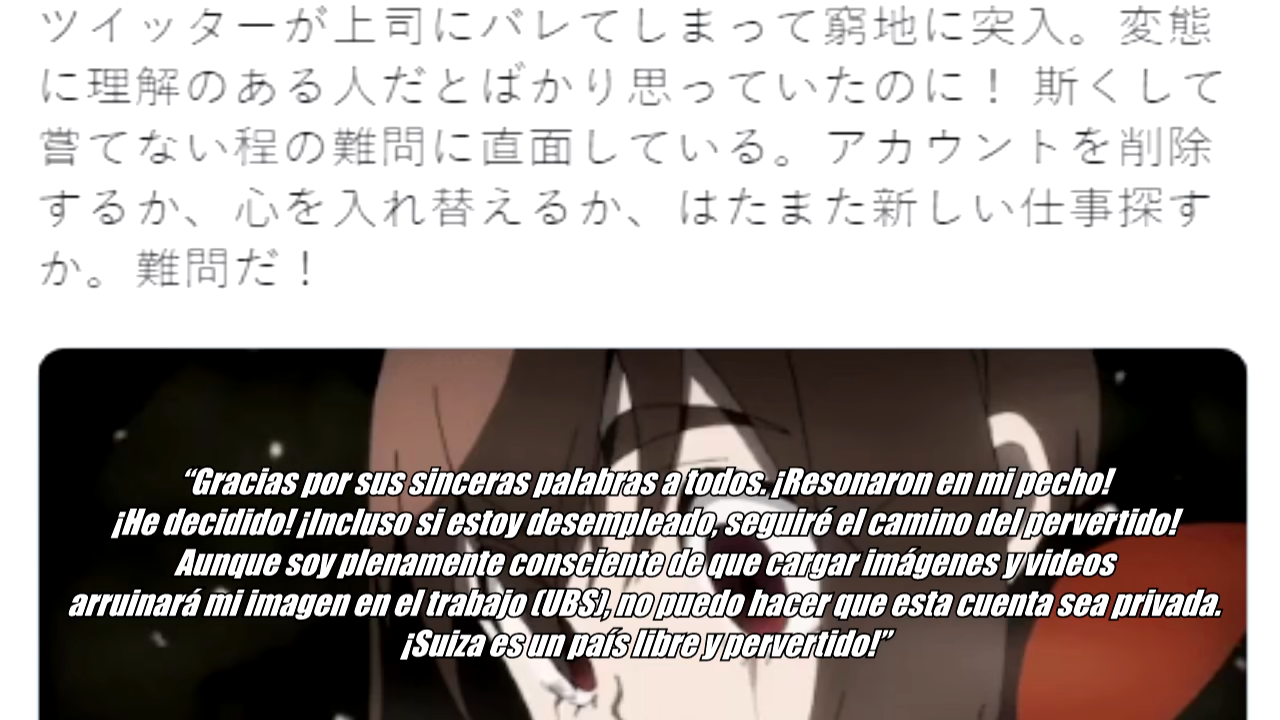 ツイッターが上司にバレてしまって窮地に突入。変態
に理解のある人だとばかり思っていたのに！ 斯くして
嘗てない程の難問に直面している。アカウントを削除
するか、心を入れ替えるか、はたまた新しい仕事探す
か。難問だ！
“Gracias por sus sinceras palabras a todos. ¡Resonaron en mi pecho!
¡He decidido! ¡Incluso si estoy desempleado, seguiré el camino del pervertido!
Aunque soy plenamente consciente de que cargar imágenes y videos
arruinará mi imagen en el trabajo (UBS), no puedo hacer que esta cuenta sea privada.
¡Suiza es un país libre y pervertido!”